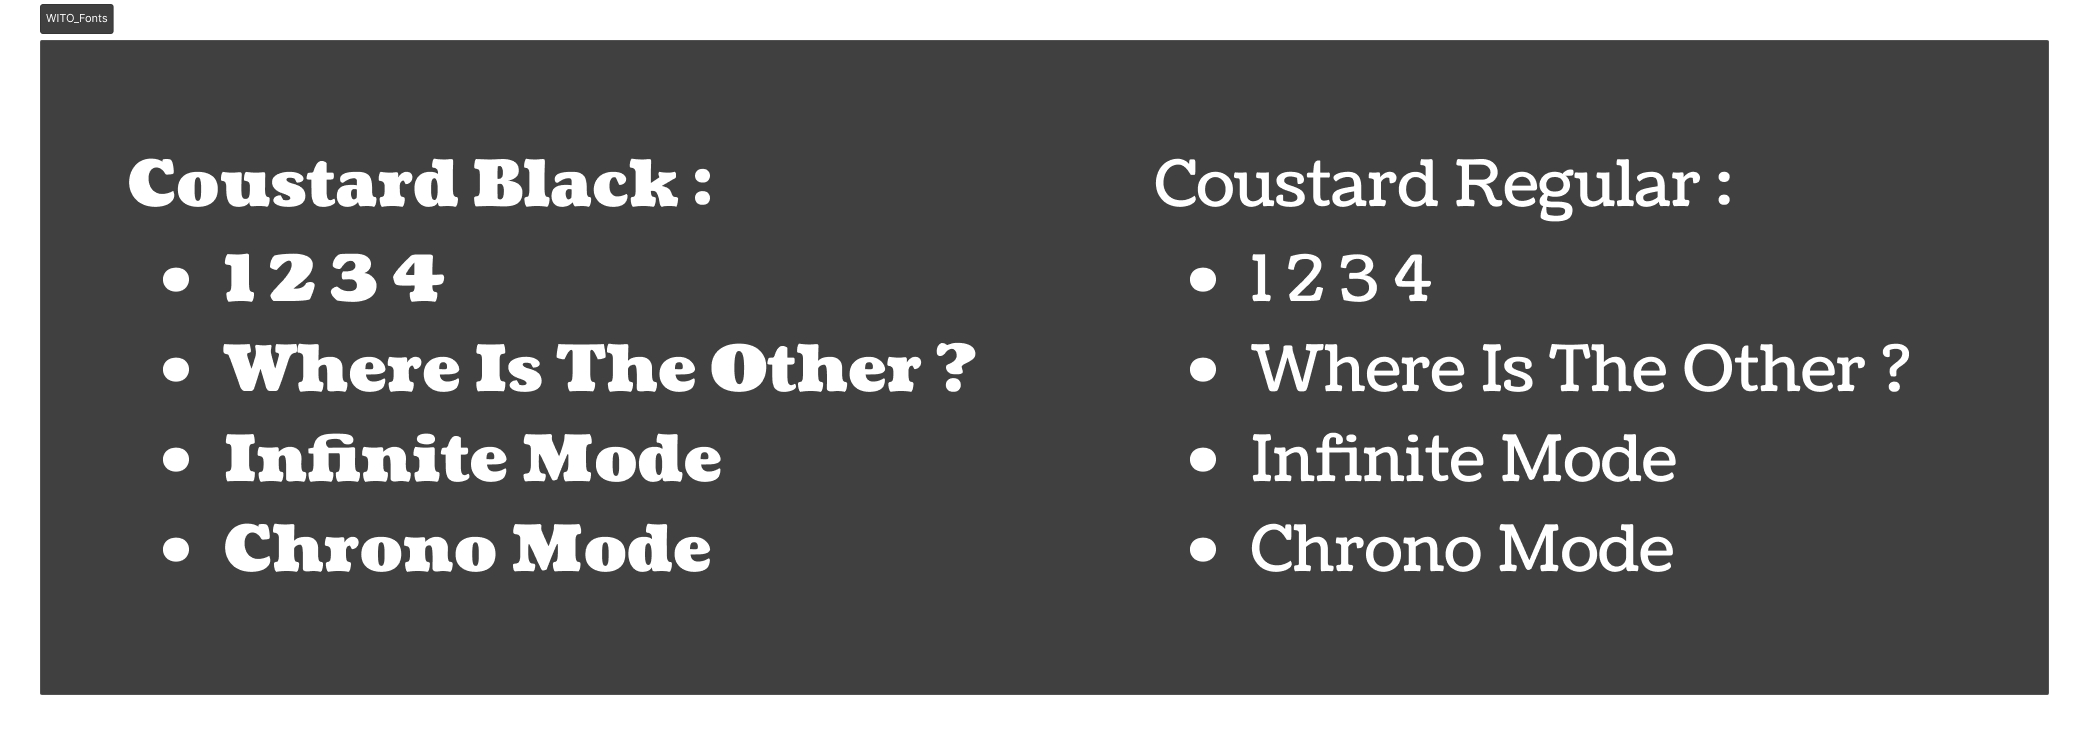 WITO_Fonts
Coustard Black :
• 1 2 3 4
• Where Is The Other ?
• Infinite Mode
• Chrono Mode
Coustard Regular :
• 1 2 3 4
• Where Is The Other ?
• Infinite Mode
• Chrono Mode